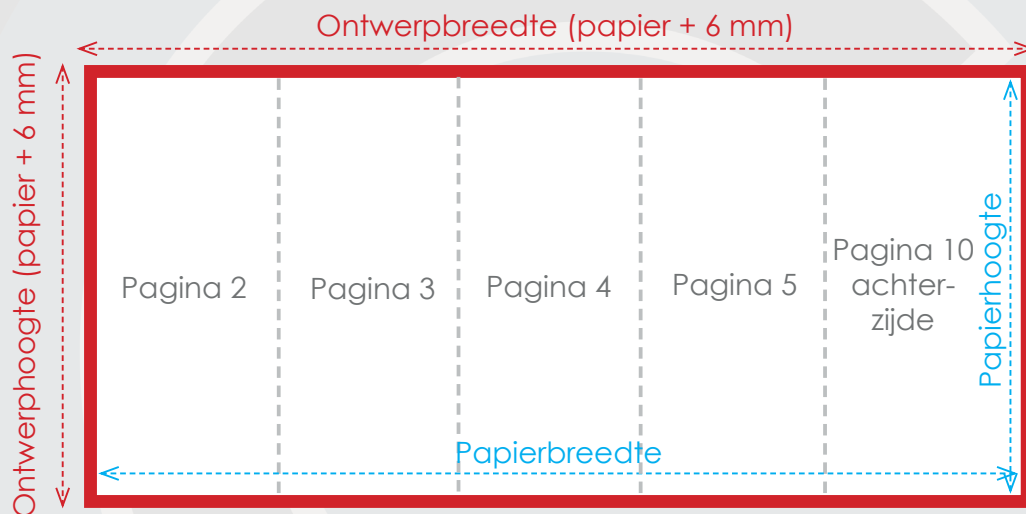 Ontwerpbreedte (papier + 6 mm)
Ontwerphoogte (papier + 6 mm)
Pagina 2
Pagina 3
Pagina 4
Pagina 5
Pagina 10
achter-
zijde
Papierhoogte
Papierbreedte